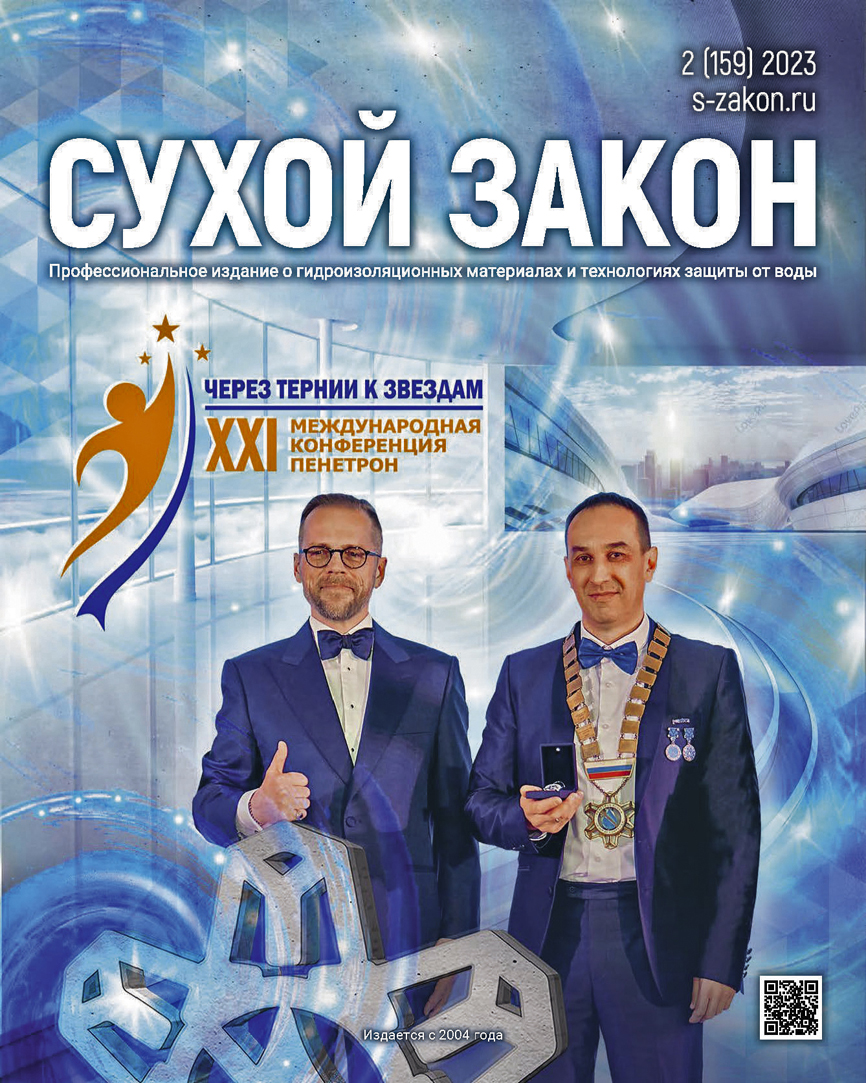 2 (159) 2023
s-zakon.ru
СУХОЙ ЗАКОН
Профессиональное издание о гидроизоляционных материалах и технологиях защиты от воды
ЧЕРЕЗ ТЕРНИИ К ЗВЕЗДАМ
XXI МЕЖДУНАРОДНАЯ
КОНФЕРЕНЦИЯ
ПЕНЕТРОН
Издается с 2004 года